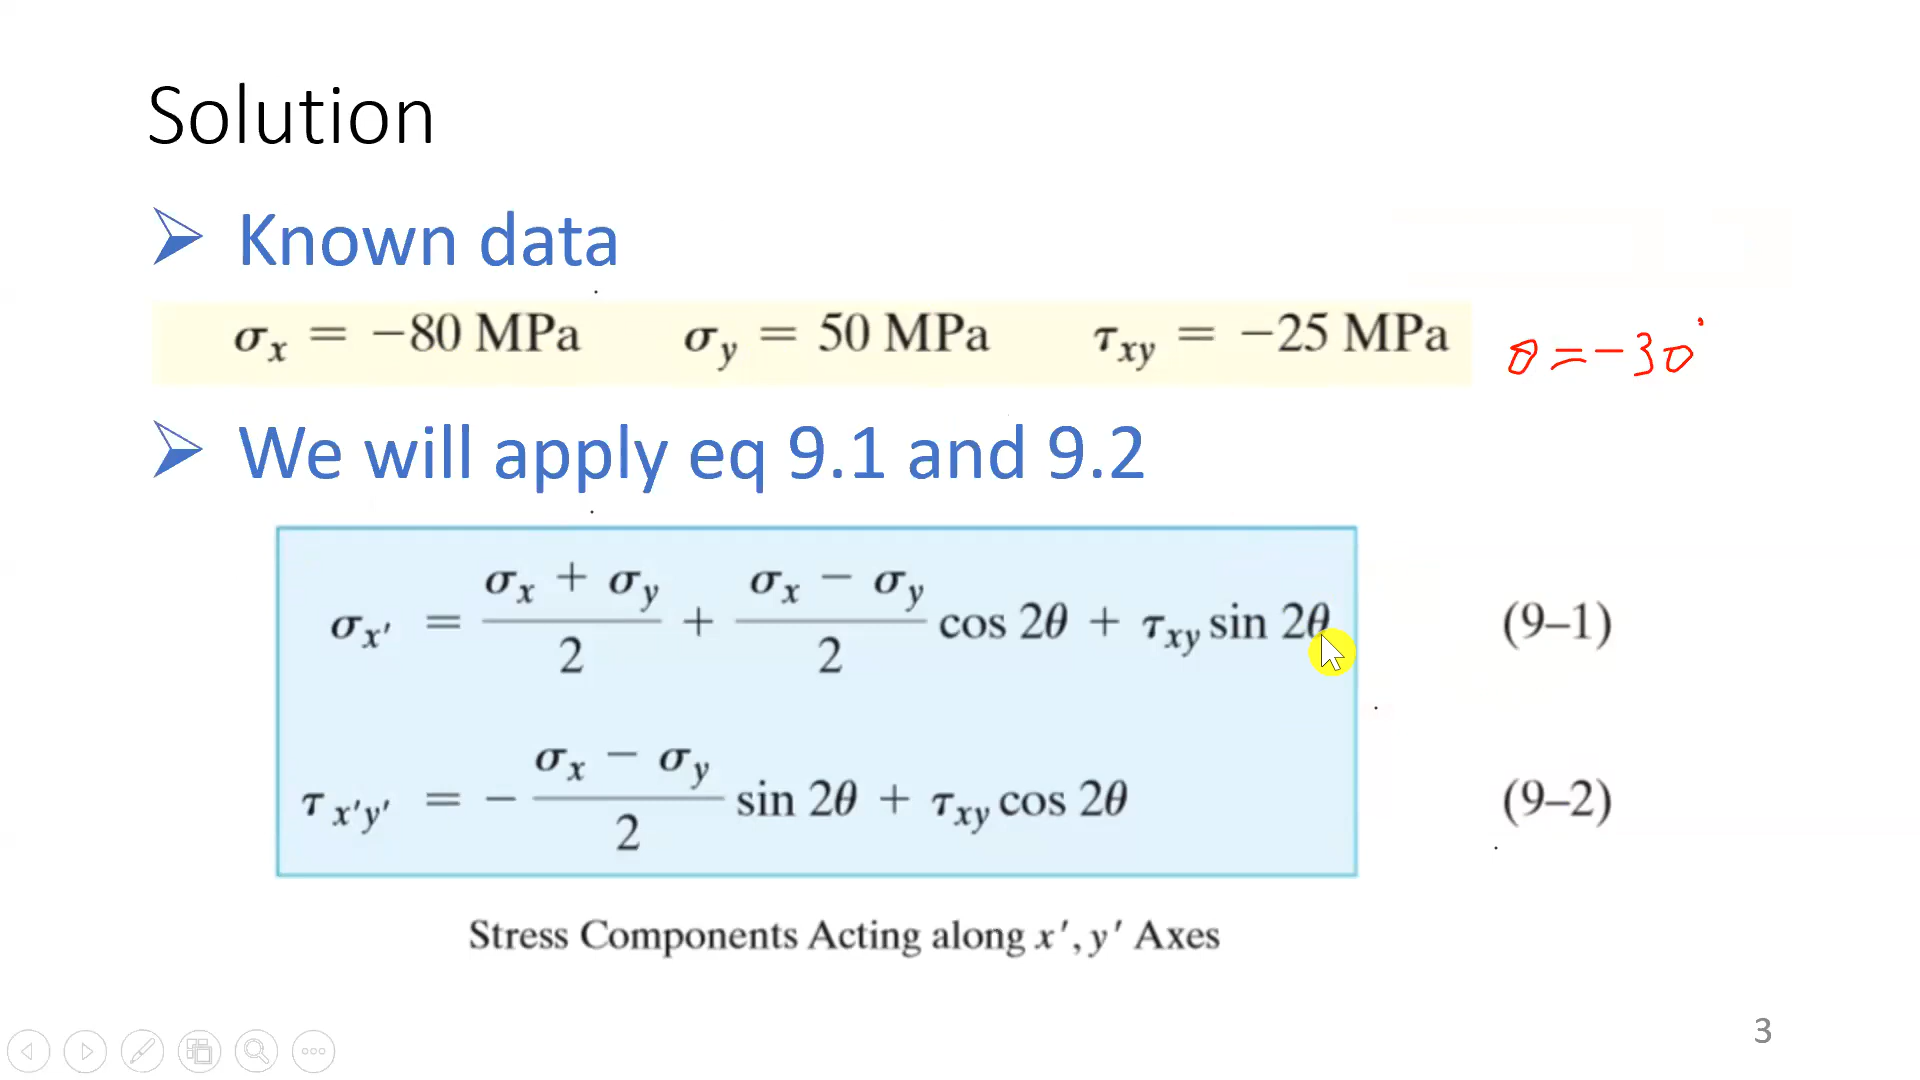 Solution
Known data
σx = −80 MPa σy = 50 MPa τxy = −25 MPa θ = −30°
We will apply eq 9.1 and 9.2
σx′ = (σx + σy)/2 + (σx − σy)/2 cos 2θ + τxy sin 2θ (9–1)
τx′y′ = − (σx − σy)/2 sin 2θ + τxy cos 2θ (9–2)
Stress Components Acting along x′, y′ Axes
3